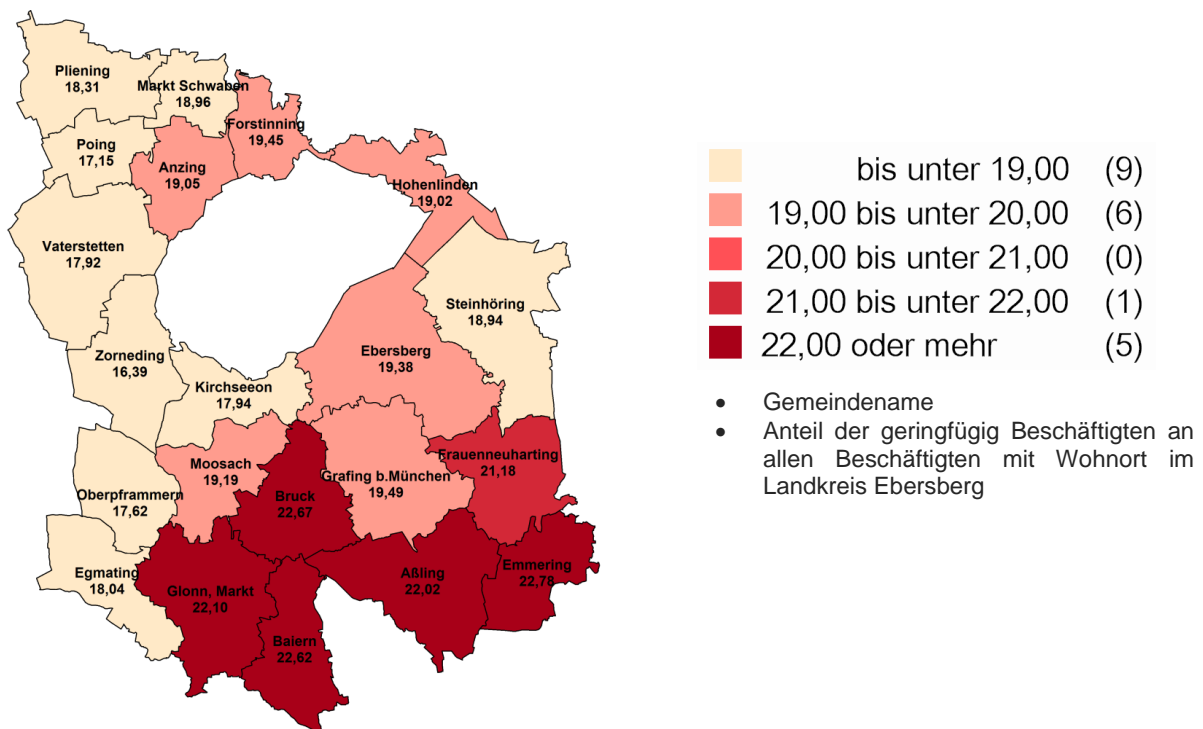 Pliening
18,31
Markt Schwaben
18,96
Forstinning
19,45
Poing
17,15
Anzing
19,05
Hohenlinden
19,02
Vaterstetten
17,92
Steinhöring
18,94
Zorneding
16,39
Ebersberg
19,38
Kirchseeon
17,94
Moosach
19,19
Grafing b.München
19,49
Frauenneuharting
21,18
Oberpframmern
17,62
Bruck
22,67
Egmating
18,04
Glonn, Markt
22,10
Aßling
22,02
Emmering
22,78
Baiern
22,62
bis unter 19,00 (9)
19,00 bis unter 20,00 (6)
20,00 bis unter 21,00 (0)
21,00 bis unter 22,00 (1)
22,00 oder mehr (5)
• Gemeindename
• Anteil der geringfügig Beschäftigten an
allen Beschäftigten mit Wohnort im
Landkreis Ebersberg